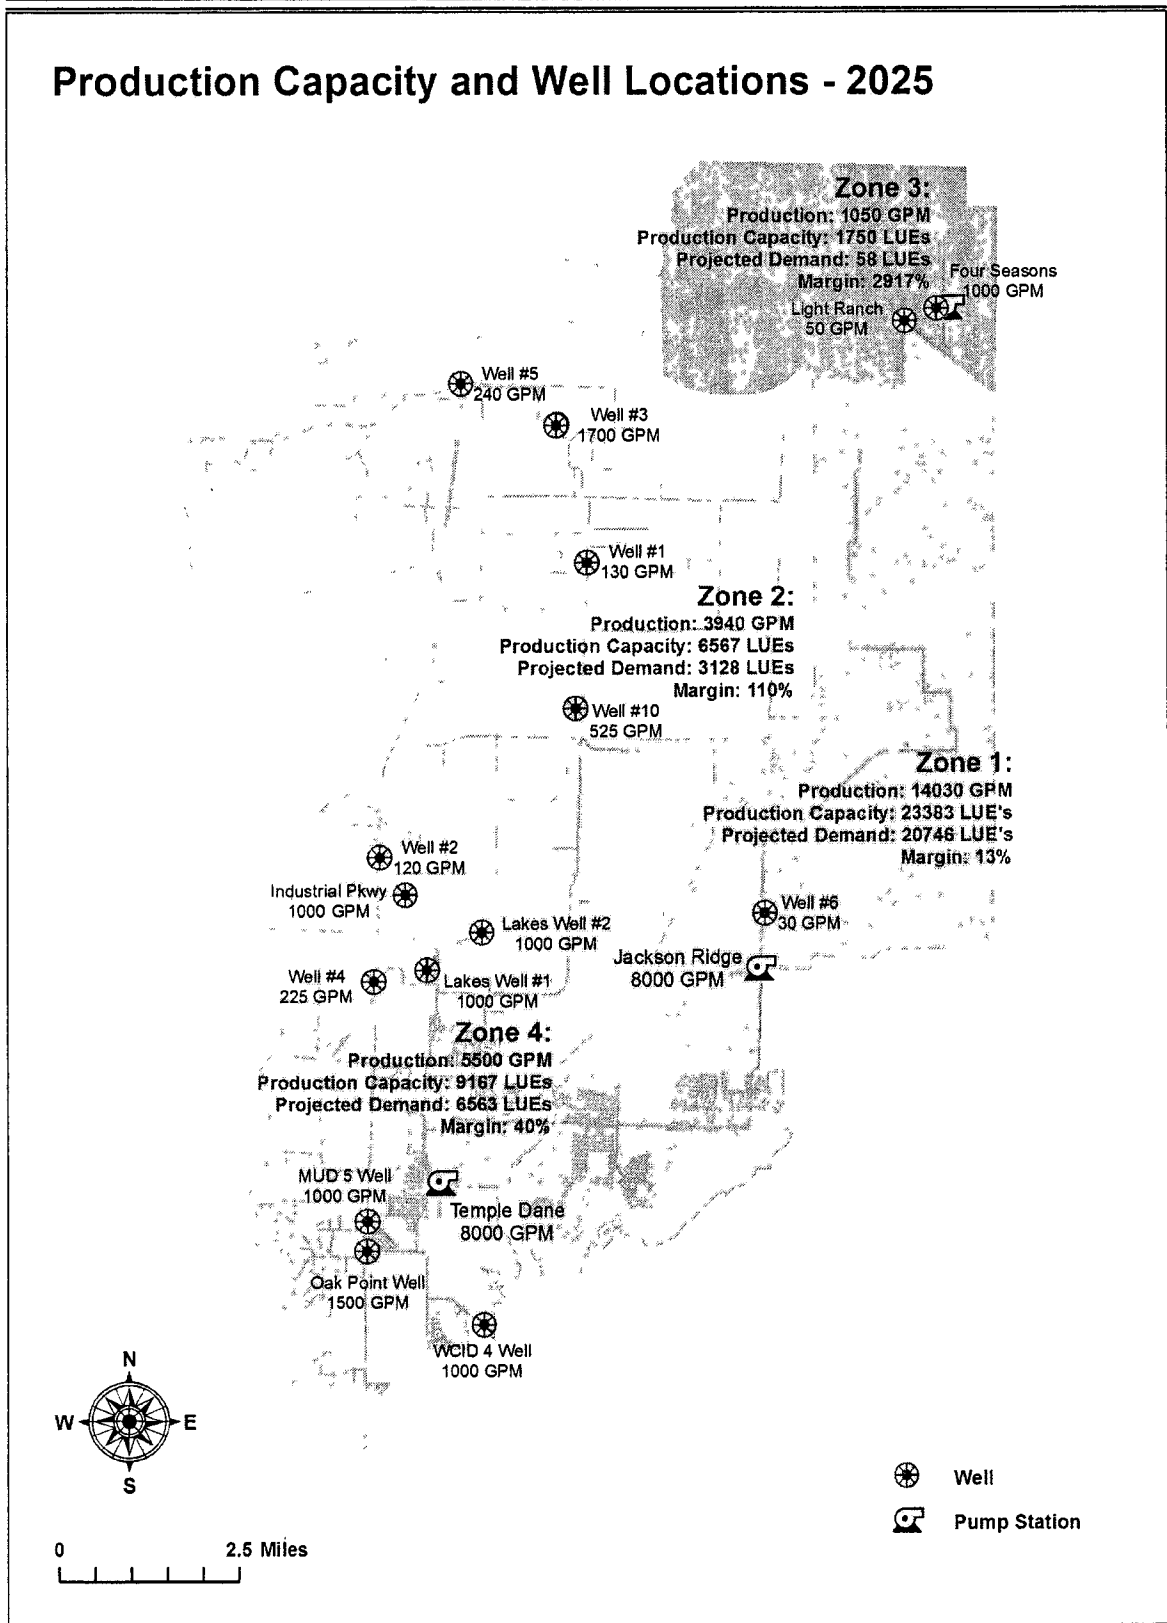 Production Capacity and Well Locations - 2025
Zone 3:
Production: 1050 GPM
Production Capacity: 1750 LUEs
Projected Demand: 58 LUEs
Margin: 2917%
Four Seasons
1000 GPM
Light Ranch
50 GPM
Well #5
240 GPM
Well #3
1700 GPM
Well #1
130 GPM
Zone 2:
Production: 3940 GPM
Production Capacity: 6567 LUEs
Projected Demand: 3128 LUEs
Margin: 110%
Well #10
525 GPM
Zone 1:
Production: 14030 GPM
Production Capacity: 23383 LUE's
Projected Demand: 20746 LUE's
Margin: 13%
Well #2
120 GPM
Industrial Pkwy
1000 GPM
Well #6
30 GPM
Lakes Well #2
1000 GPM
Jackson Ridge
8000 GPM
Well #4
225 GPM
Lakes Well #1
1000 GPM
Zone 4:
Production: 5500 GPM
Production Capacity: 9167 LUEs
Projected Demand: 6563 LUEs
Margin: 40%
MUD 5 Well
1000 GPM
Temple Dane
8000 GPM
Oak Point Well
1500 GPM
WCID 4 Well
1000 GPM
N
W E
S
Well
Pump Station
0 2.5 Miles